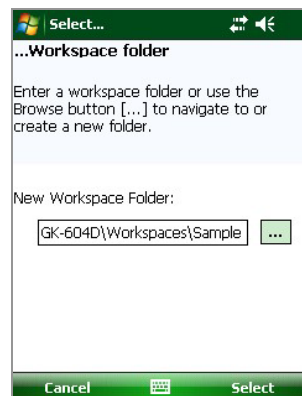 Select...
...Workspace folder
Enter a workspace folder or use the
Browse button [...] to navigate to or
create a new folder.
New Workspace Folder:
GK-604D\Workspaces\Sample ...
Cancel Select